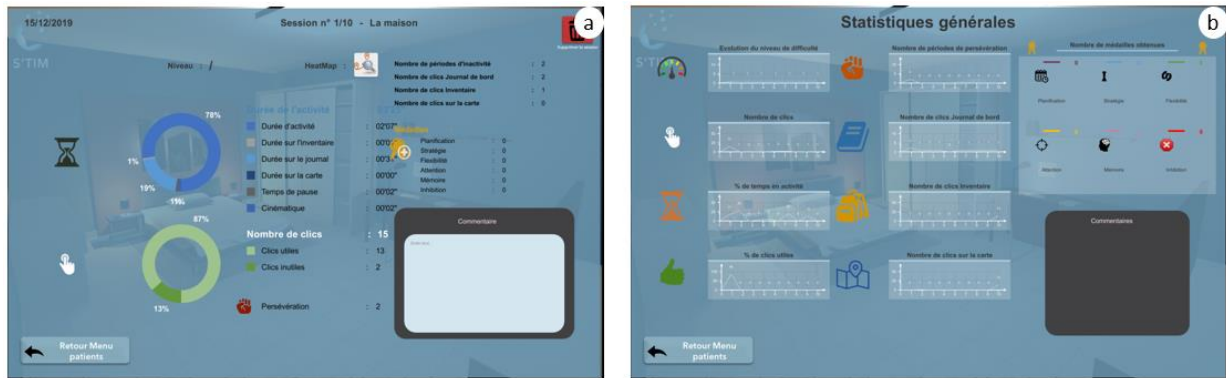 a
15/12/2019
Session n° 1/10 - La maison
Supprimer la session
S'TIM
Niveau : /
HeatMap :
Nombre de périodes d'inactivité : 2
Nombre de clics Journal de bord : 2
Nombre de clics Inventaire : 1
Nombre de clics sur la carte : 0
78%
1%
19%
Durée de l'activité
Durée d'activité : 02'07"
Durée sur l'inventaire
Durée sur le journal
Durée sur la carte : 00'00"
Temps de pause : 00'02"
Cinématique : 00'02"
Médailles
Planification : 0
Stratégie : 0
Flexibilité : 0
Attention : 0
Mémoire : 0
Inhibition : 0
87%
13%
Nombre de clics : 15
Clics utiles : 13
Clics inutiles : 2
Persévération : 2
Commentaire
Retour Menu
patients
b
Statistiques générales
S'TIM
Evolution du niveau de difficulté
Nombre de périodes de persévération
Nombre de clics
Nombre de clics Journal de bord
% de temps en activité
Nombre de clics Inventaire
% de clics utiles
Nombre de clics sur la carte
Nombre de médailles obtenues
Planification
Stratégie
Flexibilité
Attention
Mémoire
Inhibition
Commentaires
Retour Menu
patients